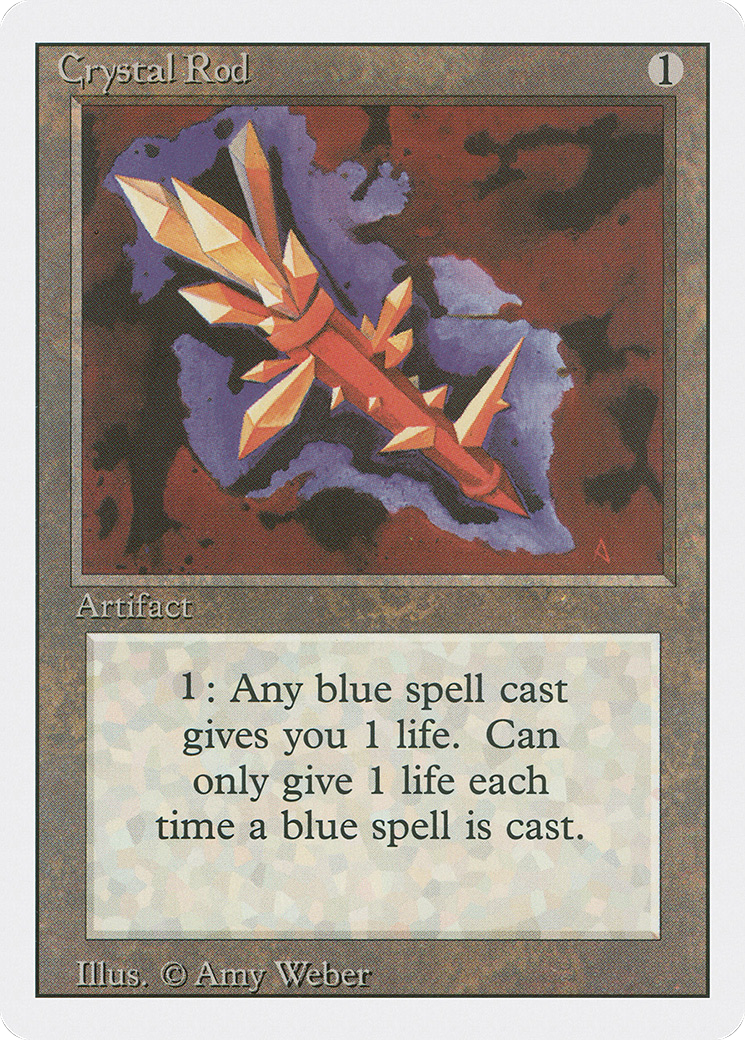 Crystal Rod
1
Artifact
1: Any blue spell cast
gives you 1 life. Can
only give 1 life each
time a blue spell is cast.
Illus. © Amy Weber